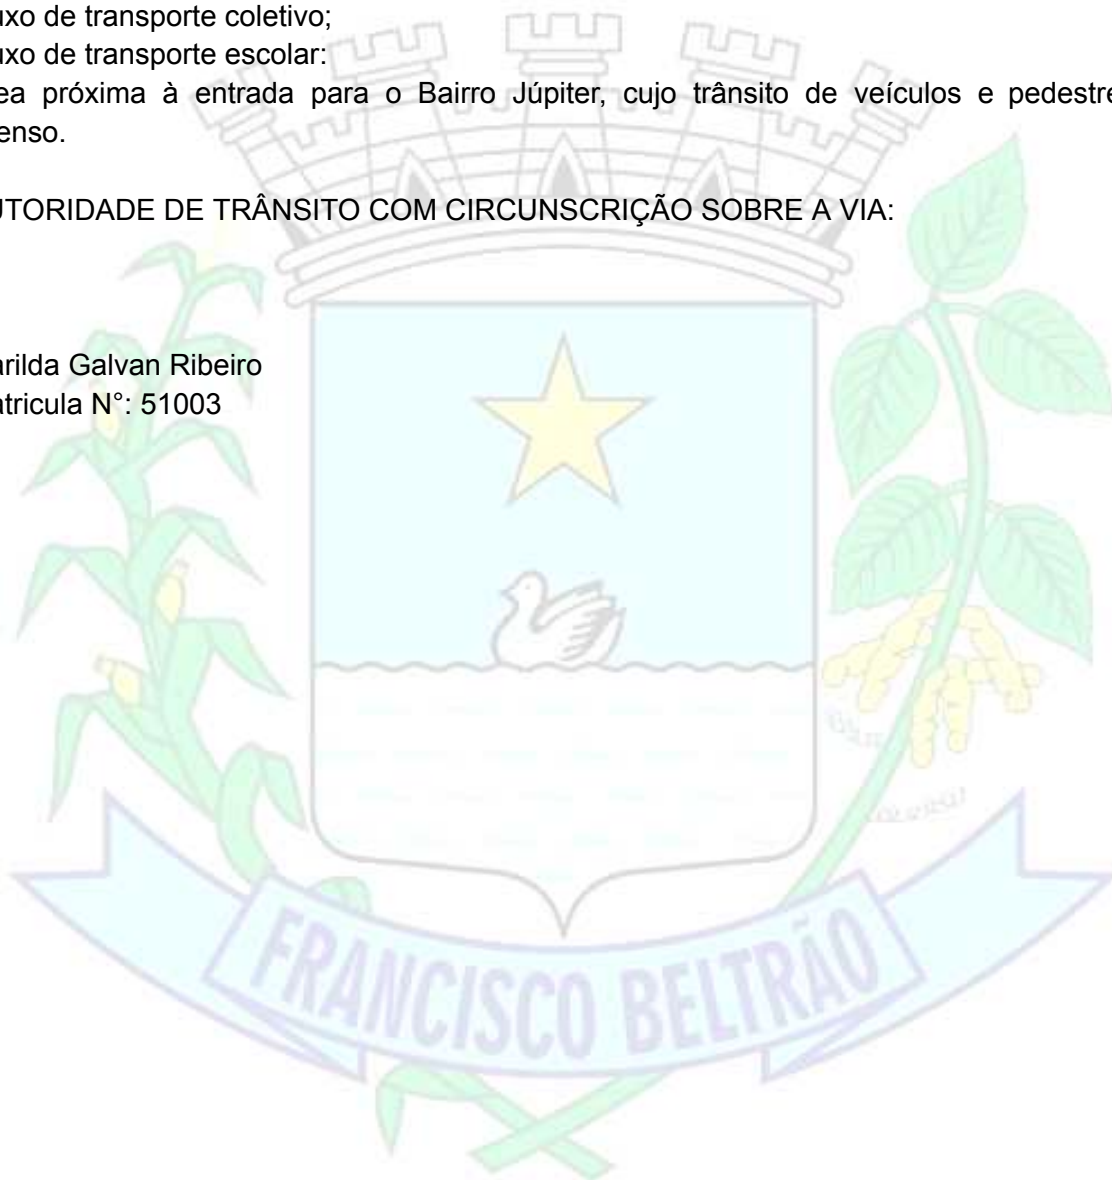 uxo de transporte coletivo;
uxo de transporte escolar:
ea próxima à entrada para o Bairro Júpiter, cujo trânsito de veículos e pedestre
enso.
UTORIDADE DE TRÂNSITO COM CIRCUNSCRIÇÃO SOBRE A VIA:
arilda Galvan Ribeiro
atricula N°: 51003
FRANCISCO BELTRÃO